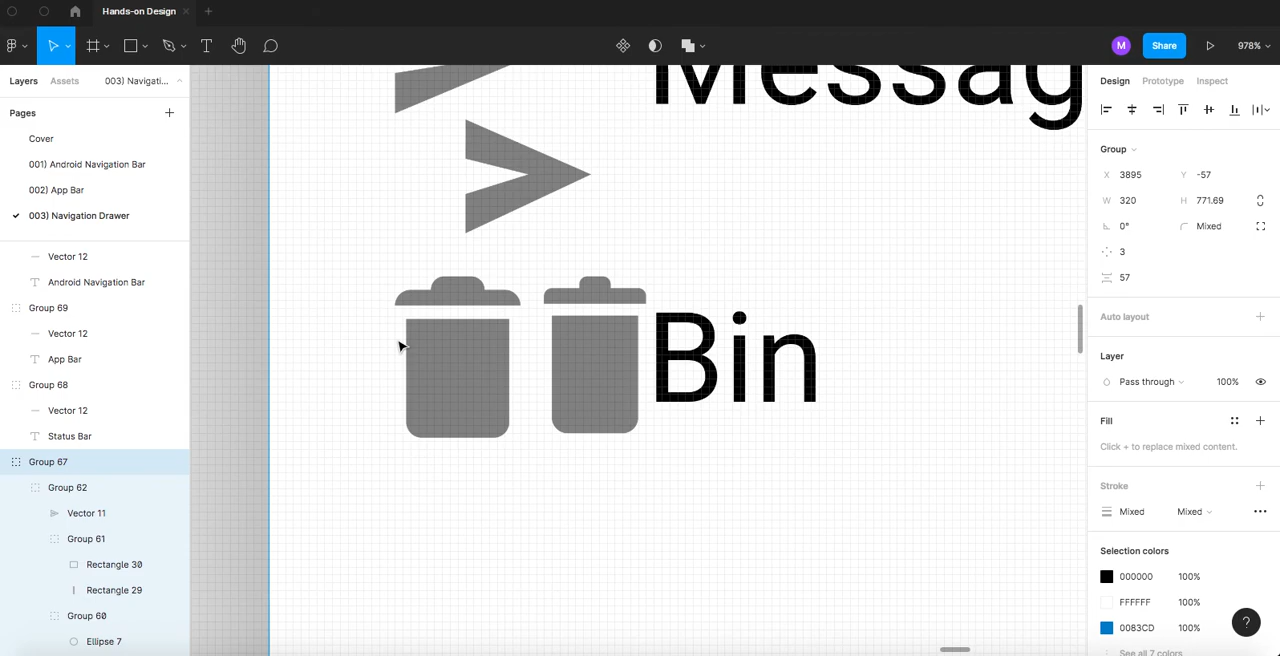 Hands-on Design
M
Share
978%
Layers
Assets
003) Navigati...
Pages
Cover
001) Android Navigation Bar
002) App Bar
003) Navigation Drawer
Vector 12
Android Navigation Bar
Group 69
Vector 12
App Bar
Group 68
Vector 12
Status Bar
Group 67
Group 62
Vector 11
Group 61
Rectangle 30
Rectangle 29
Group 60
Ellipse 7
Messag
Bin
Design
Prototype
Inspect
Group
X 3895
Y -57
W 320
H 771.69
0°
Mixed
3
57
Auto layout
Layer
Pass through
100%
Fill
Click + to replace mixed content.
Stroke
Mixed
Mixed
Selection colors
000000 100%
FFFFFF 100%
0083CD 100%
See all 7 colors
?